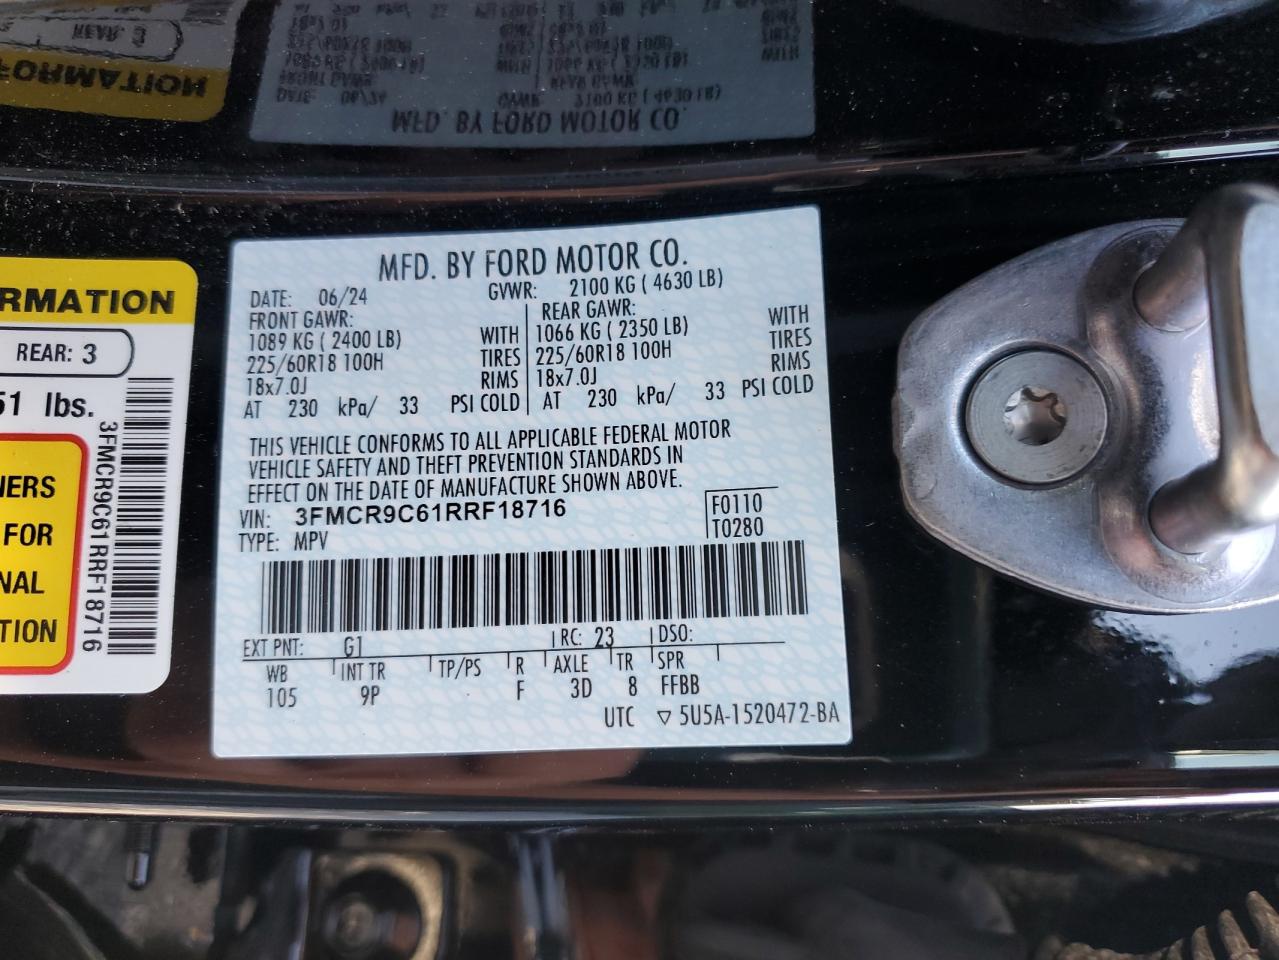 MFD. BY FORD MOTOR CO.
DATE: 06/24 GVWR: 2100 KG ( 4630 LB)
FRONT GAWR: REAR GAWR:
1089 KG ( 2400 LB) WITH 1066 KG ( 2350 LB) WITH
225/60R18 100H TIRES 225/60R18 100H TIRES
18x7.0J RIMS 18x7.0J RIMS
AT 230 kPa/ 33 PSI COLD AT 230 kPa/ 33 PSI COLD
THIS VEHICLE CONFORMS TO ALL APPLICABLE FEDERAL MOTOR
VEHICLE SAFETY AND THEFT PREVENTION STANDARDS IN
EFFECT ON THE DATE OF MANUFACTURE SHOWN ABOVE.
VIN: 3FMCR9C61RRF18716 F0110
TYPE: MPV T0280
EXT PNT: G1 RC: 23 DSO:
WB INT TR TP/PS R AXLE TR SPR
105 9P F 3D 8 FFBB
UTC ▽ 5U5A-1520472-BA
RMATION
REAR: 3
51 lbs.
3FMCR9C61RRF18716
NERS
FOR
NAL
TION